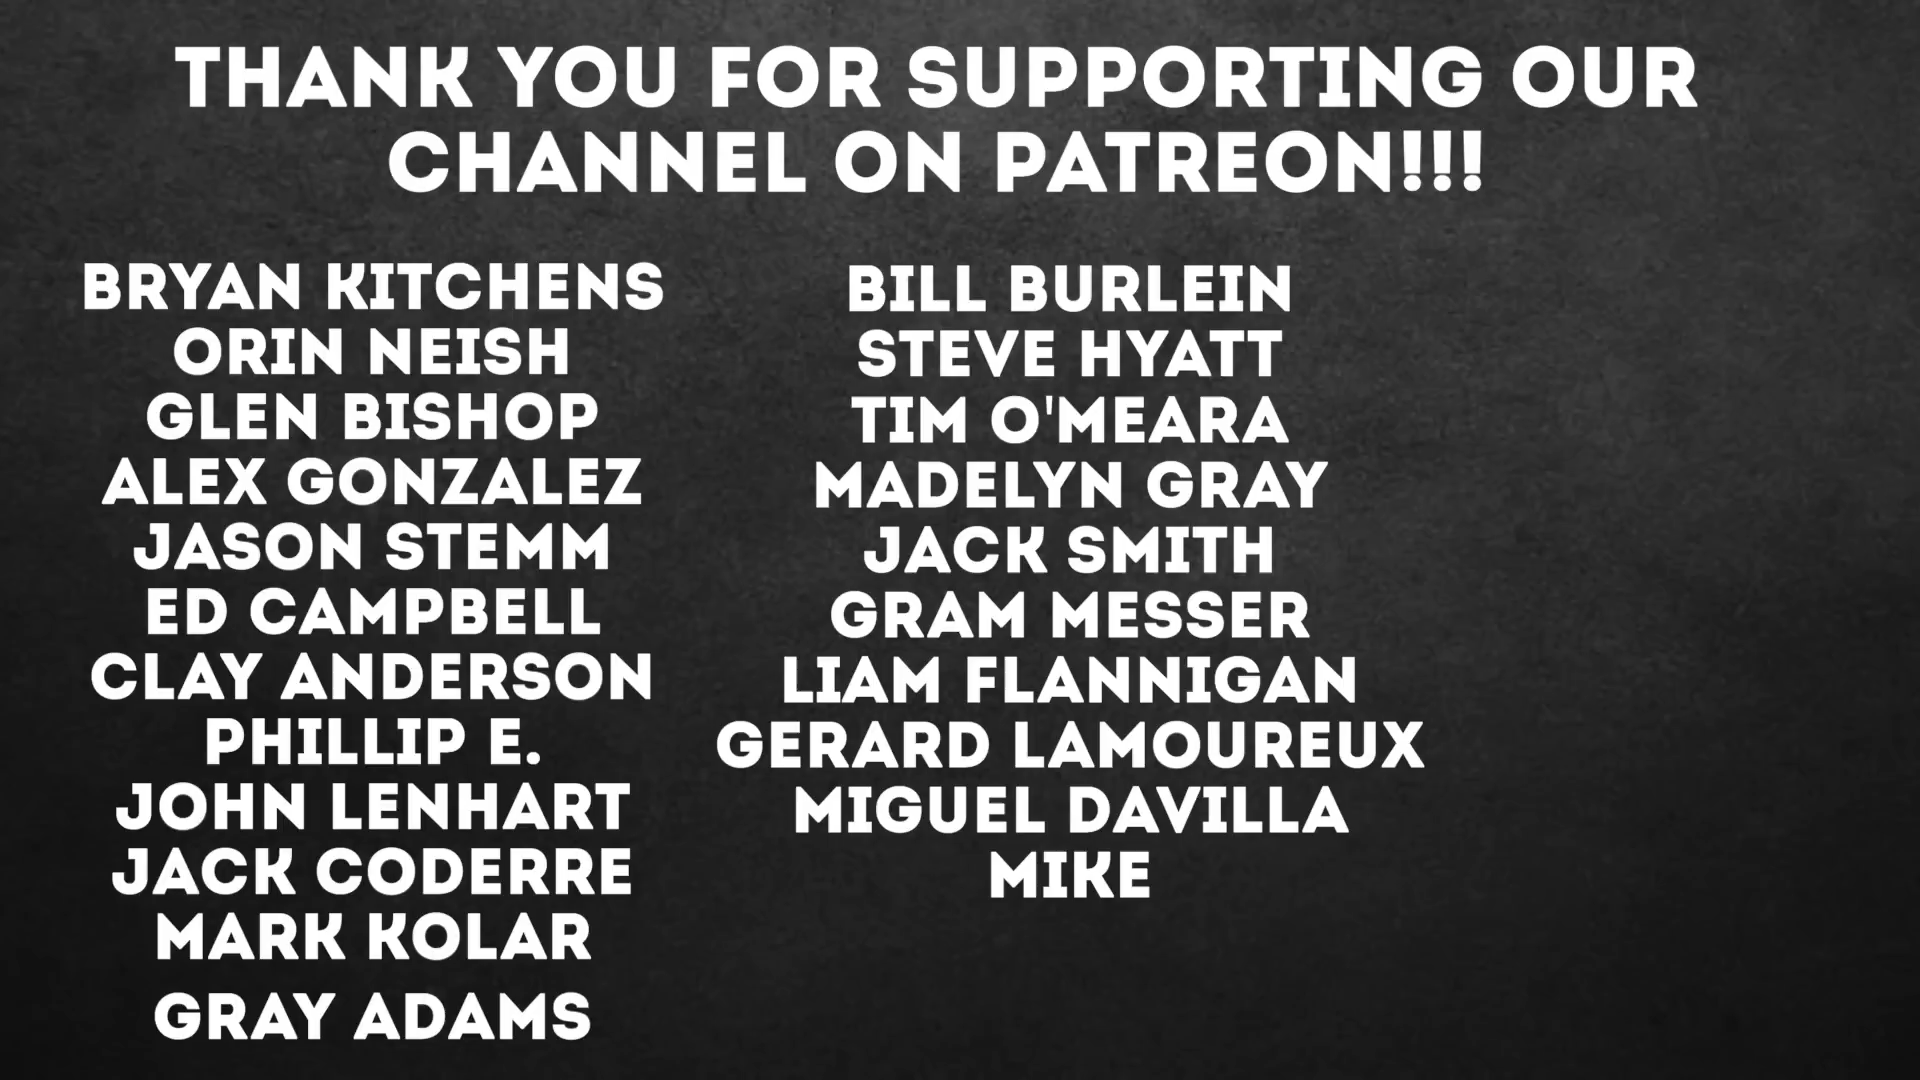 THANK YOU FOR SUPPORTING OUR
CHANNEL ON PATREON!!!
BRYAN KITCHENS
ORIN NEISH
GLEN BISHOP
ALEX GONZALEZ
JASON STEMM
ED CAMPBELL
CLAY ANDERSON
PHILLIP E.
JOHN LENHART
JACK CODERRE
MARK KOLAR
GRAY ADAMS
BILL BURLEIN
STEVE HYATT
TIM O'MEARA
MADELYN GRAY
JACK SMITH
GRAM MESSER
LIAM FLANNIGAN
GERARD LAMOUREUX
MIGUEL DAVILLA
MIKE